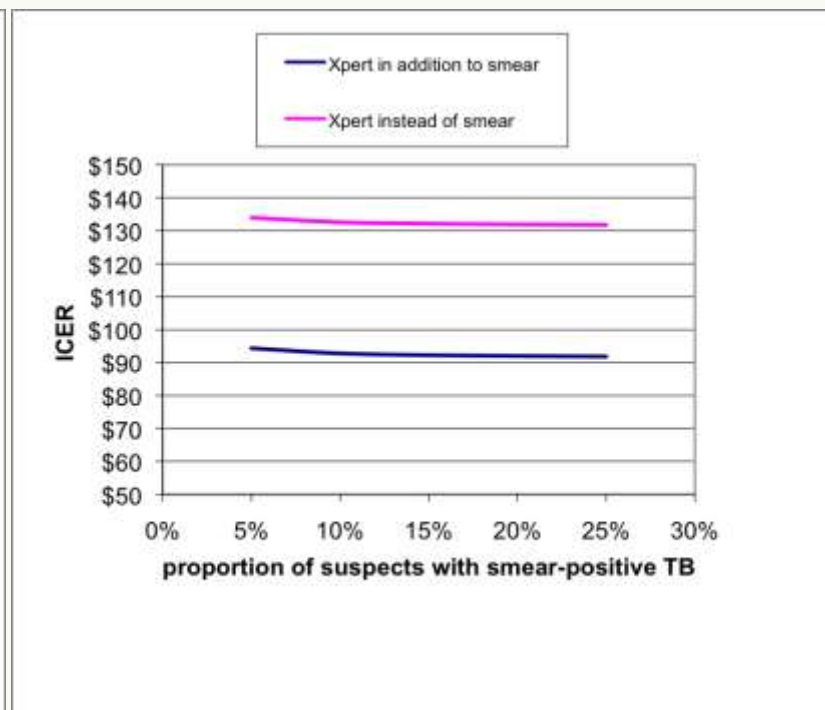 Xpert in addition to smear
Xpert instead of smear
$150
$140
$130
$120
$110
$100
$90
$80
$70
$60
$50
ICER
0% 5% 10% 15% 20% 25% 30%
proportion of suspects with smear-positive TB